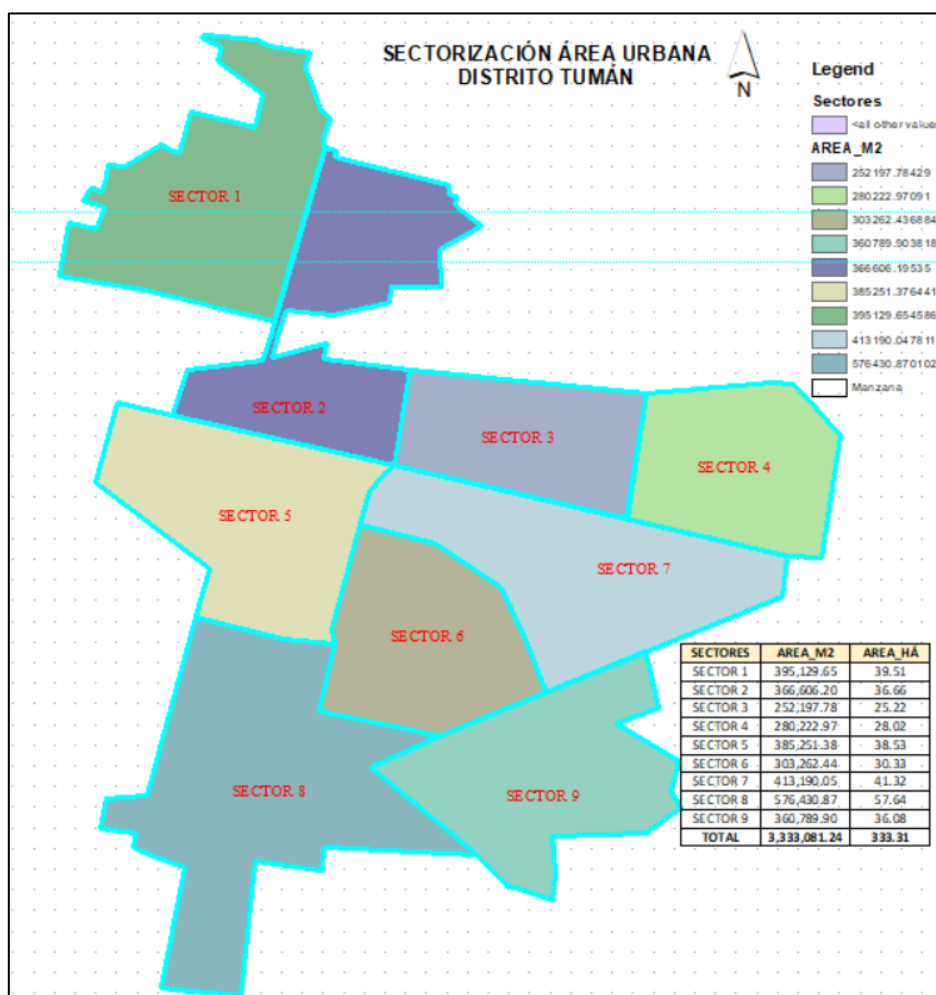 SECTORIZACIÓN ÁREA URBANA
DISTRITO TUMÁN
N
Legend
Sectores
<all other value
AREA_M2
252197.78429
280222.97091
303262.436884
360789.903818
366606.19535
385251.376441
395129.654586
413190.047811
576430.870102
Manzana
SECTOR 1
SECTOR 2
SECTOR 3
SECTOR 4
SECTOR 5
SECTOR 7
SECTOR 6
SECTOR 8
SECTOR 9
SECTORES AREA_M2 AREA_HÁ
SECTOR 1 395,129.65 39.51
SECTOR 2 366,606.20 36.66
SECTOR 3 252,197.78 25.22
SECTOR 4 280,222.97 28.02
SECTOR 5 385,251.38 38.53
SECTOR 6 303,262.44 30.33
SECTOR 7 413,190.05 41.32
SECTOR 8 576,430.87 57.64
SECTOR 9 360,789.90 36.08
TOTAL 3,333,081.24 333.31